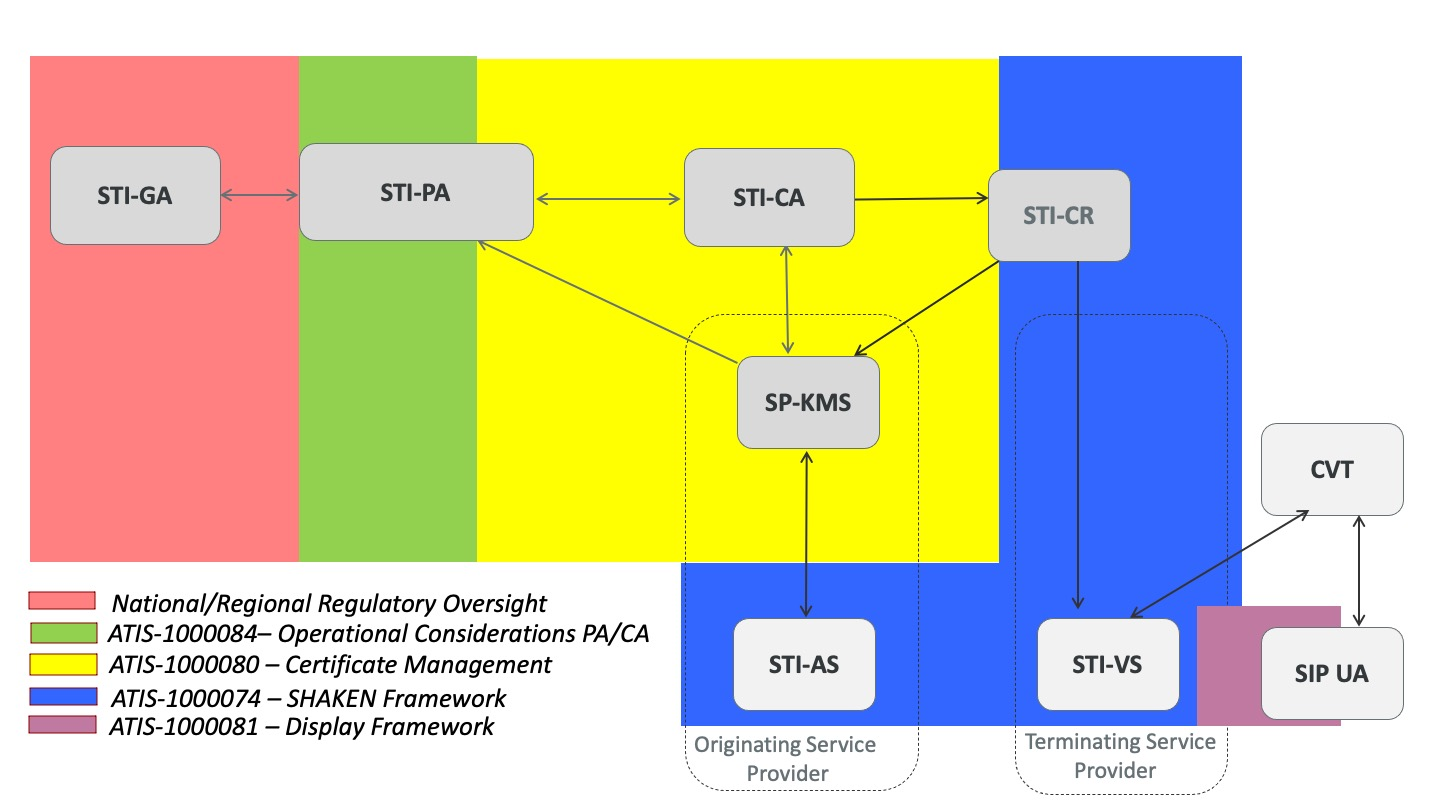 STI-GA
STI-PA
STI-CA
STI-CR
SP-KMS
CVT
STI-AS
STI-VS
SIP UA
National/Regional Regulatory Oversight
ATIS-1000084– Operational Considerations PA/CA
ATIS-1000080 – Certificate Management
ATIS-1000074 – SHAKEN Framework
ATIS-1000081 – Display Framework
Originating Service
Provider
Terminating Service
Provider